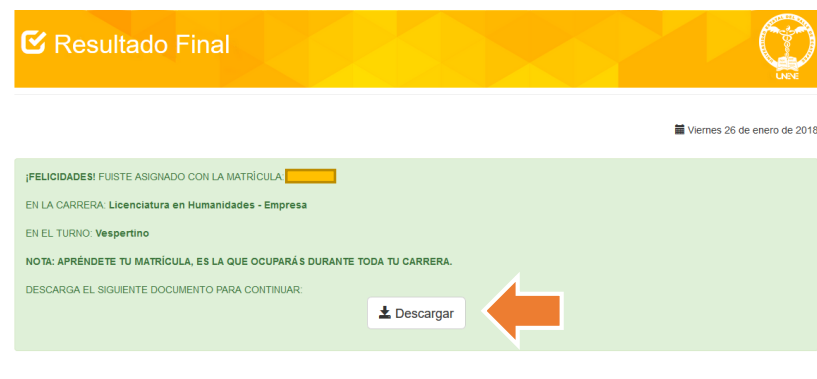 Resultado Final
UNEVE
Viernes 26 de enero de 2018
¡FELICIDADES! FUISTE ASIGNADO CON LA MATRÍCULA:
EN LA CARRERA: Licenciatura en Humanidades - Empresa
EN EL TURNO: Vespertino
NOTA: APRÉNDETE TU MATRÍCULA, ES LA QUE OCUPARÁS DURANTE TODA TU CARRERA.
DESCARGA EL SIGUIENTE DOCUMENTO PARA CONTINUAR:
Descargar